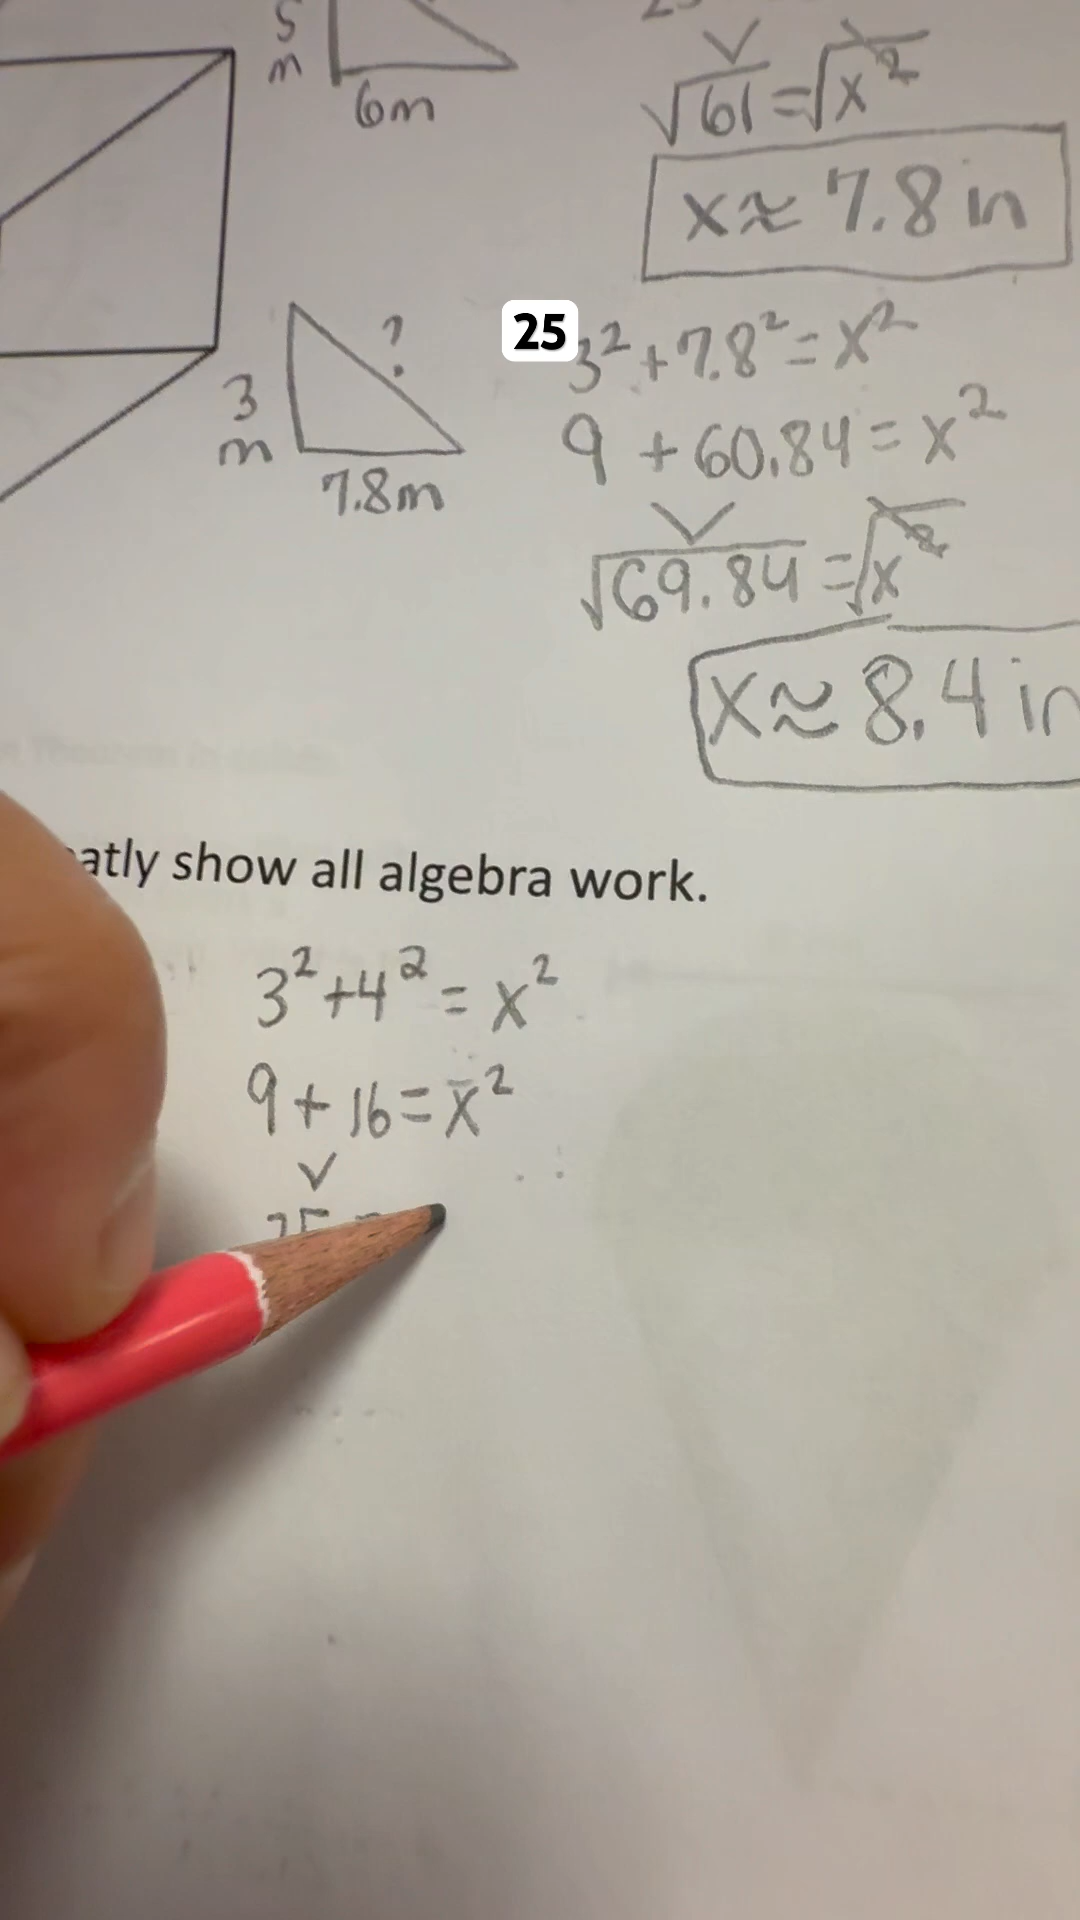 5
m
6m
√61=√x²
x≈7.8 in
?
3
m
7.8m
25
3²+7.8²=x²
9+60.84=x²
√69.84=√x²
x≈8.4 in
show all algebra work.
3²+4²=x²
9+16=x²
25